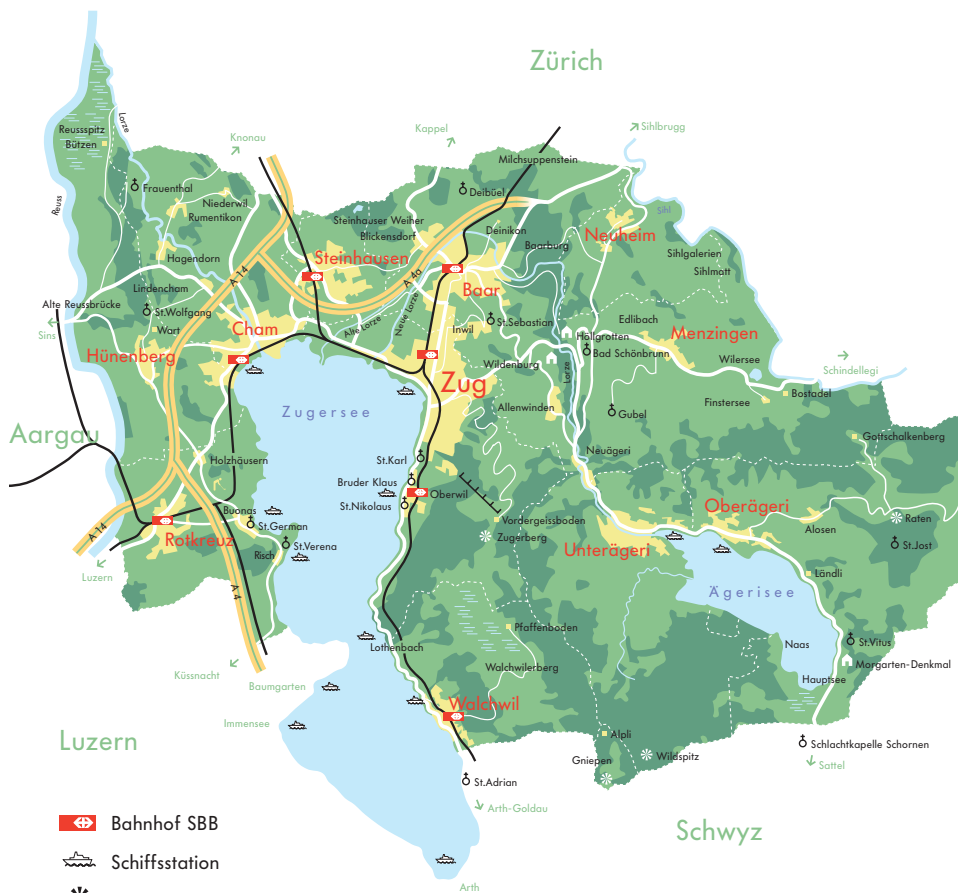 Zürich
Sihlbrugg
Kappel
Knonau
Milchsuppenstein
Reussspitz
Bützen
Lorze
Frauenthal
Deibüel
Niederwil
Rumentikon
Reuss
Sihl
Steinhauser Weiher
Blickensdorf
Deinikon
Neuheim
Baarburg
Sihlgalerien
Sihlmatt
Hagendorn
Steinhausen
A 14
A 4a
Baar
Lindencham
Alte Reussbrücke
St.Wolfgang
Sins
Wart
Cham
Alte Lorze
Neue Lorze
Inwil
St.Sebastian
Edlibach
Höllgrotten
Menzingen
Hünenberg
Bad Schönbrunn
Wildenburg
Lorze
Wilersee
Schindellegi
Zug
Bostadel
Finstersee
Zugersee
Allenwinden
Gubel
Aargau
Gottschalkenberg
Neuägeri
St.Karl
Holzhäusern
Bruder Klaus
Oberwil
St.Nikolaus
Oberägeri
Buonas
St.German
Vordergeissboden
Alosen
Raten
A 14
Rotkreuz
Zugerberg
Unterägeri
St.Jost
Risch
St.Verena
Luzern
Ländli
A 4
Ägerisee
Pfaffenboden
St.Vitus
Lothenbach
Naas
Walchwilerberg
Morgarten-Denkmal
Küssnacht
Hauptsee
Baumgarten
Walchwil
Immensee
Luzern
Alpli
Schlachtkapelle Schornen
Wildspitz
Gniepen
Sattel
St.Adrian
Arth-Goldau
Bahnhof SBB
Schwyz
Schiffsstation
Arth